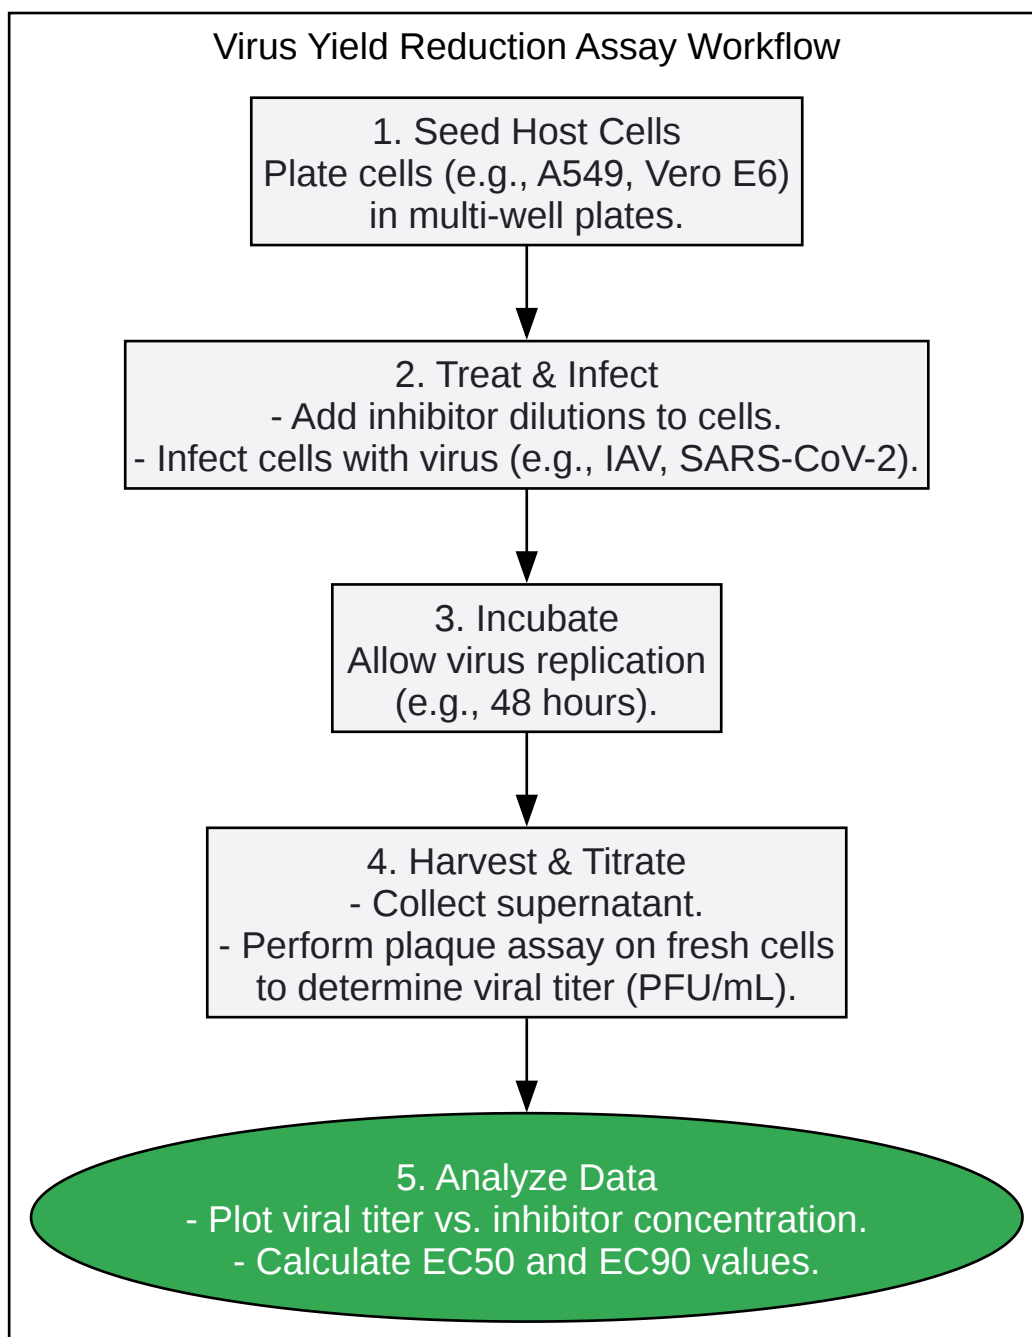 Virus Yield Reduction Assay Workflow
1. Seed Host Cells
Plate cells (e.g., A549, Vero E6)
in multi-well plates.
2. Treat & Infect
- Add inhibitor dilutions to cells.
- Infect cells with virus (e.g., IAV, SARS-CoV-2).
3. Incubate
Allow virus replication
(e.g., 48 hours).
4. Harvest & Titrate
- Collect supernatant.
- Perform plaque assay on fresh cells
to determine viral titer (PFU/mL).
5. Analyze Data
- Plot viral titer vs. inhibitor concentration.
- Calculate EC50 and EC90 values.